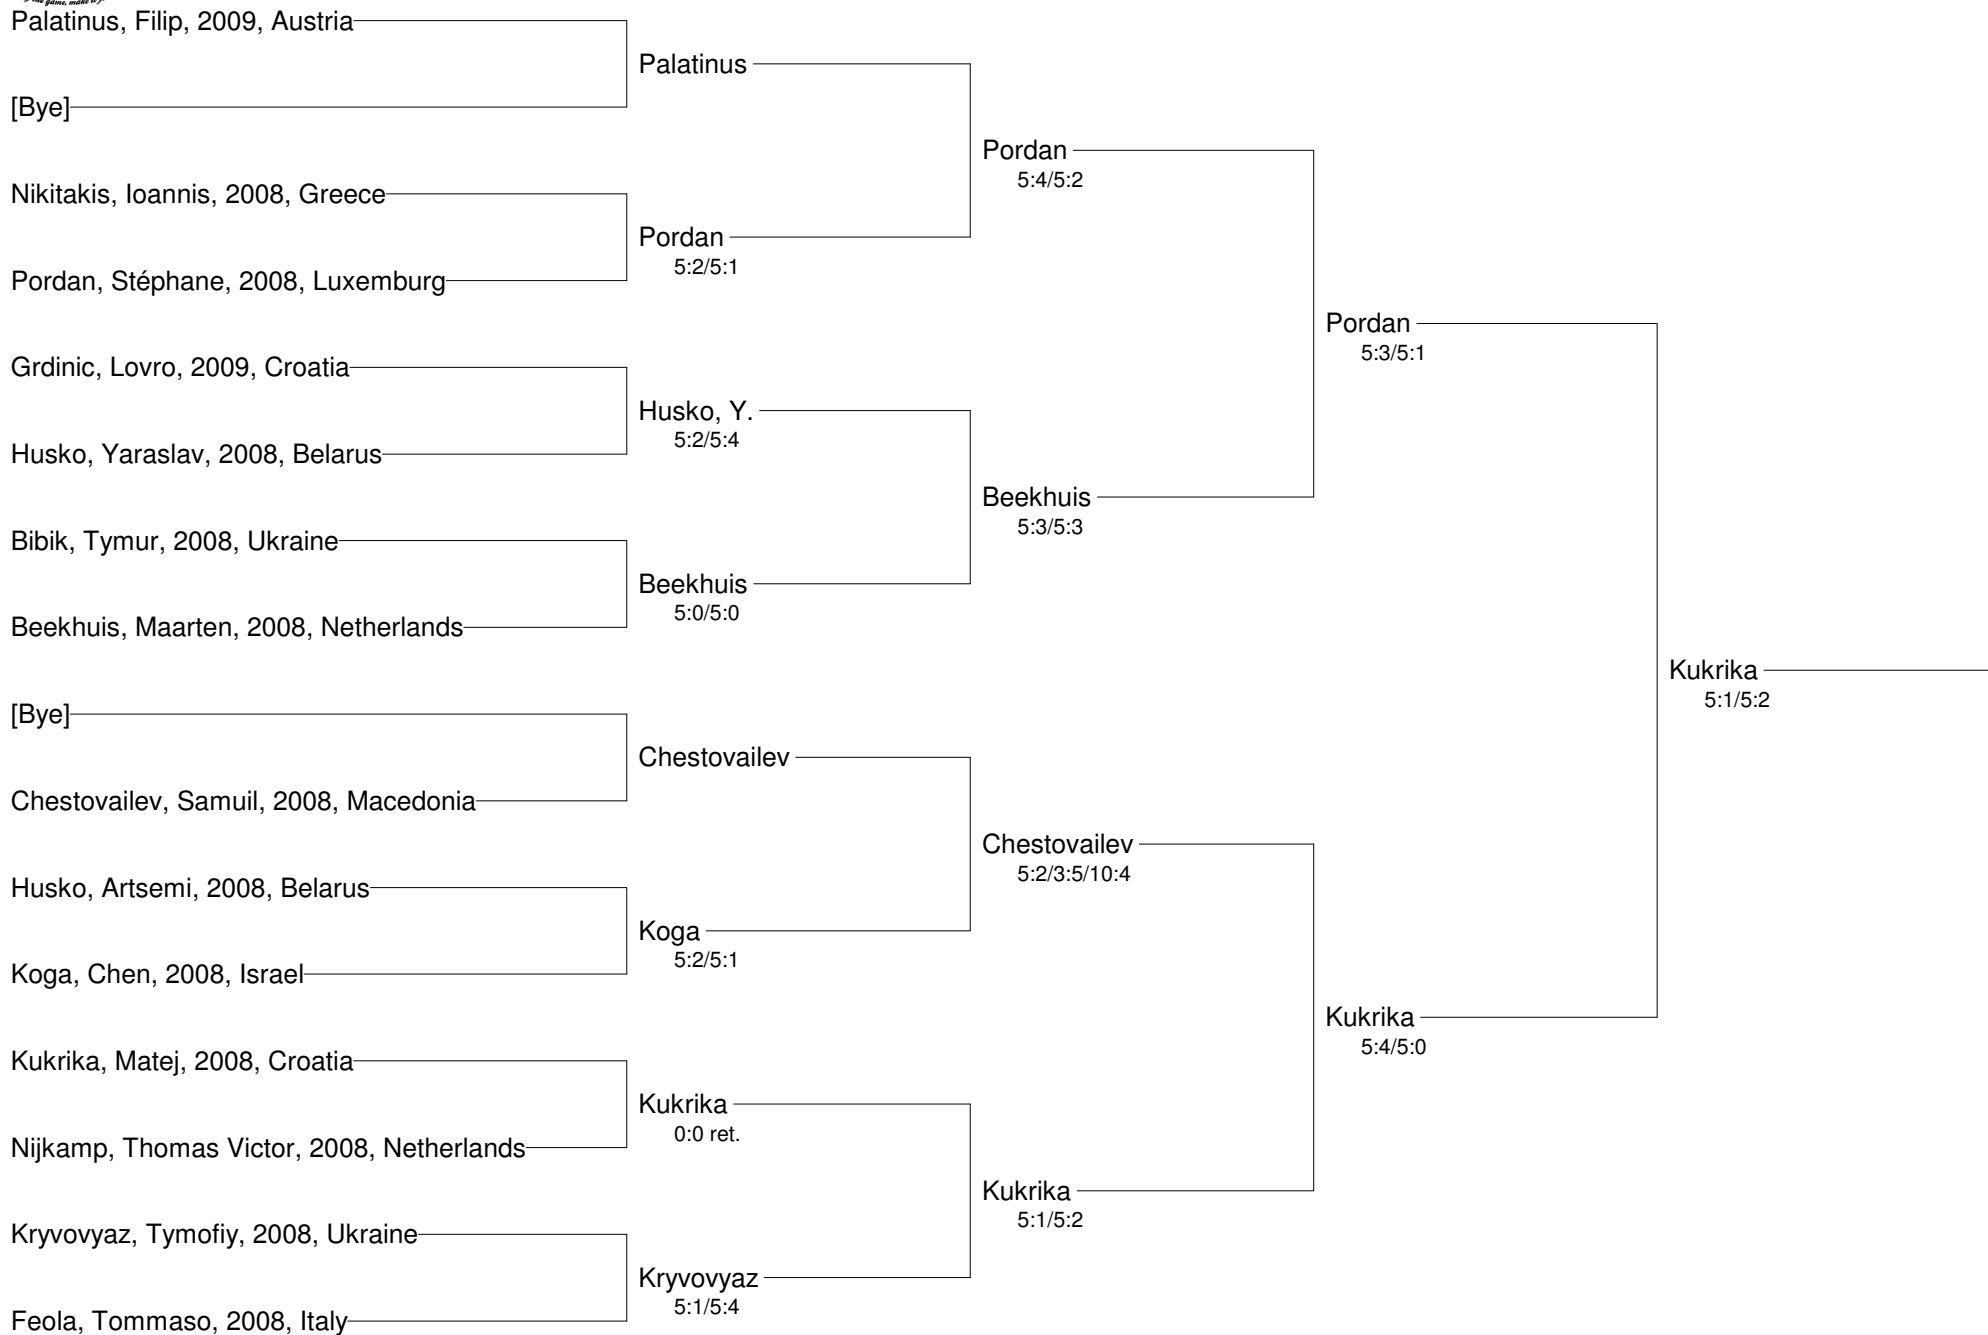 Palatinus, Filip, 2009, Austria
[Bye]
Nikitakis, Ioannis, 2008, Greece
Pordan, Stéphane, 2008, Luxemburg
Grdinic, Lovro, 2009, Croatia
Husko, Yaraslav, 2008, Belarus
Bibik, Tymur, 2008, Ukraine
Beekhuis, Maarten, 2008, Netherlands
[Bye]
Chestovailev, Samuil, 2008, Macedonia
Husko, Artsemi, 2008, Belarus
Koga, Chen, 2008, Israel
Kukrika, Matej, 2008, Croatia
Nijkamp, Thomas Victor, 2008, Netherlands
Kryvovyaz, Tymofiy, 2008, Ukraine
Feola, Tommaso, 2008, Italy
Palatinus
Pordan
5:2/5:1
Husko, Y.
5:2/5:4
Beekhuis
5:0/5:0
Chestovailev
Koga
5:2/5:1
Kukrika
0:0 ret.
Kryvovyaz
5:1/5:4
Pordan
5:4/5:2
Beekhuis
5:3/5:3
Chestovailev
5:2/3:5/10:4
Kukrika
5:1/5:2
Pordan
5:3/5:1
Kukrika
5:4/5:0
Kukrika
5:1/5:2